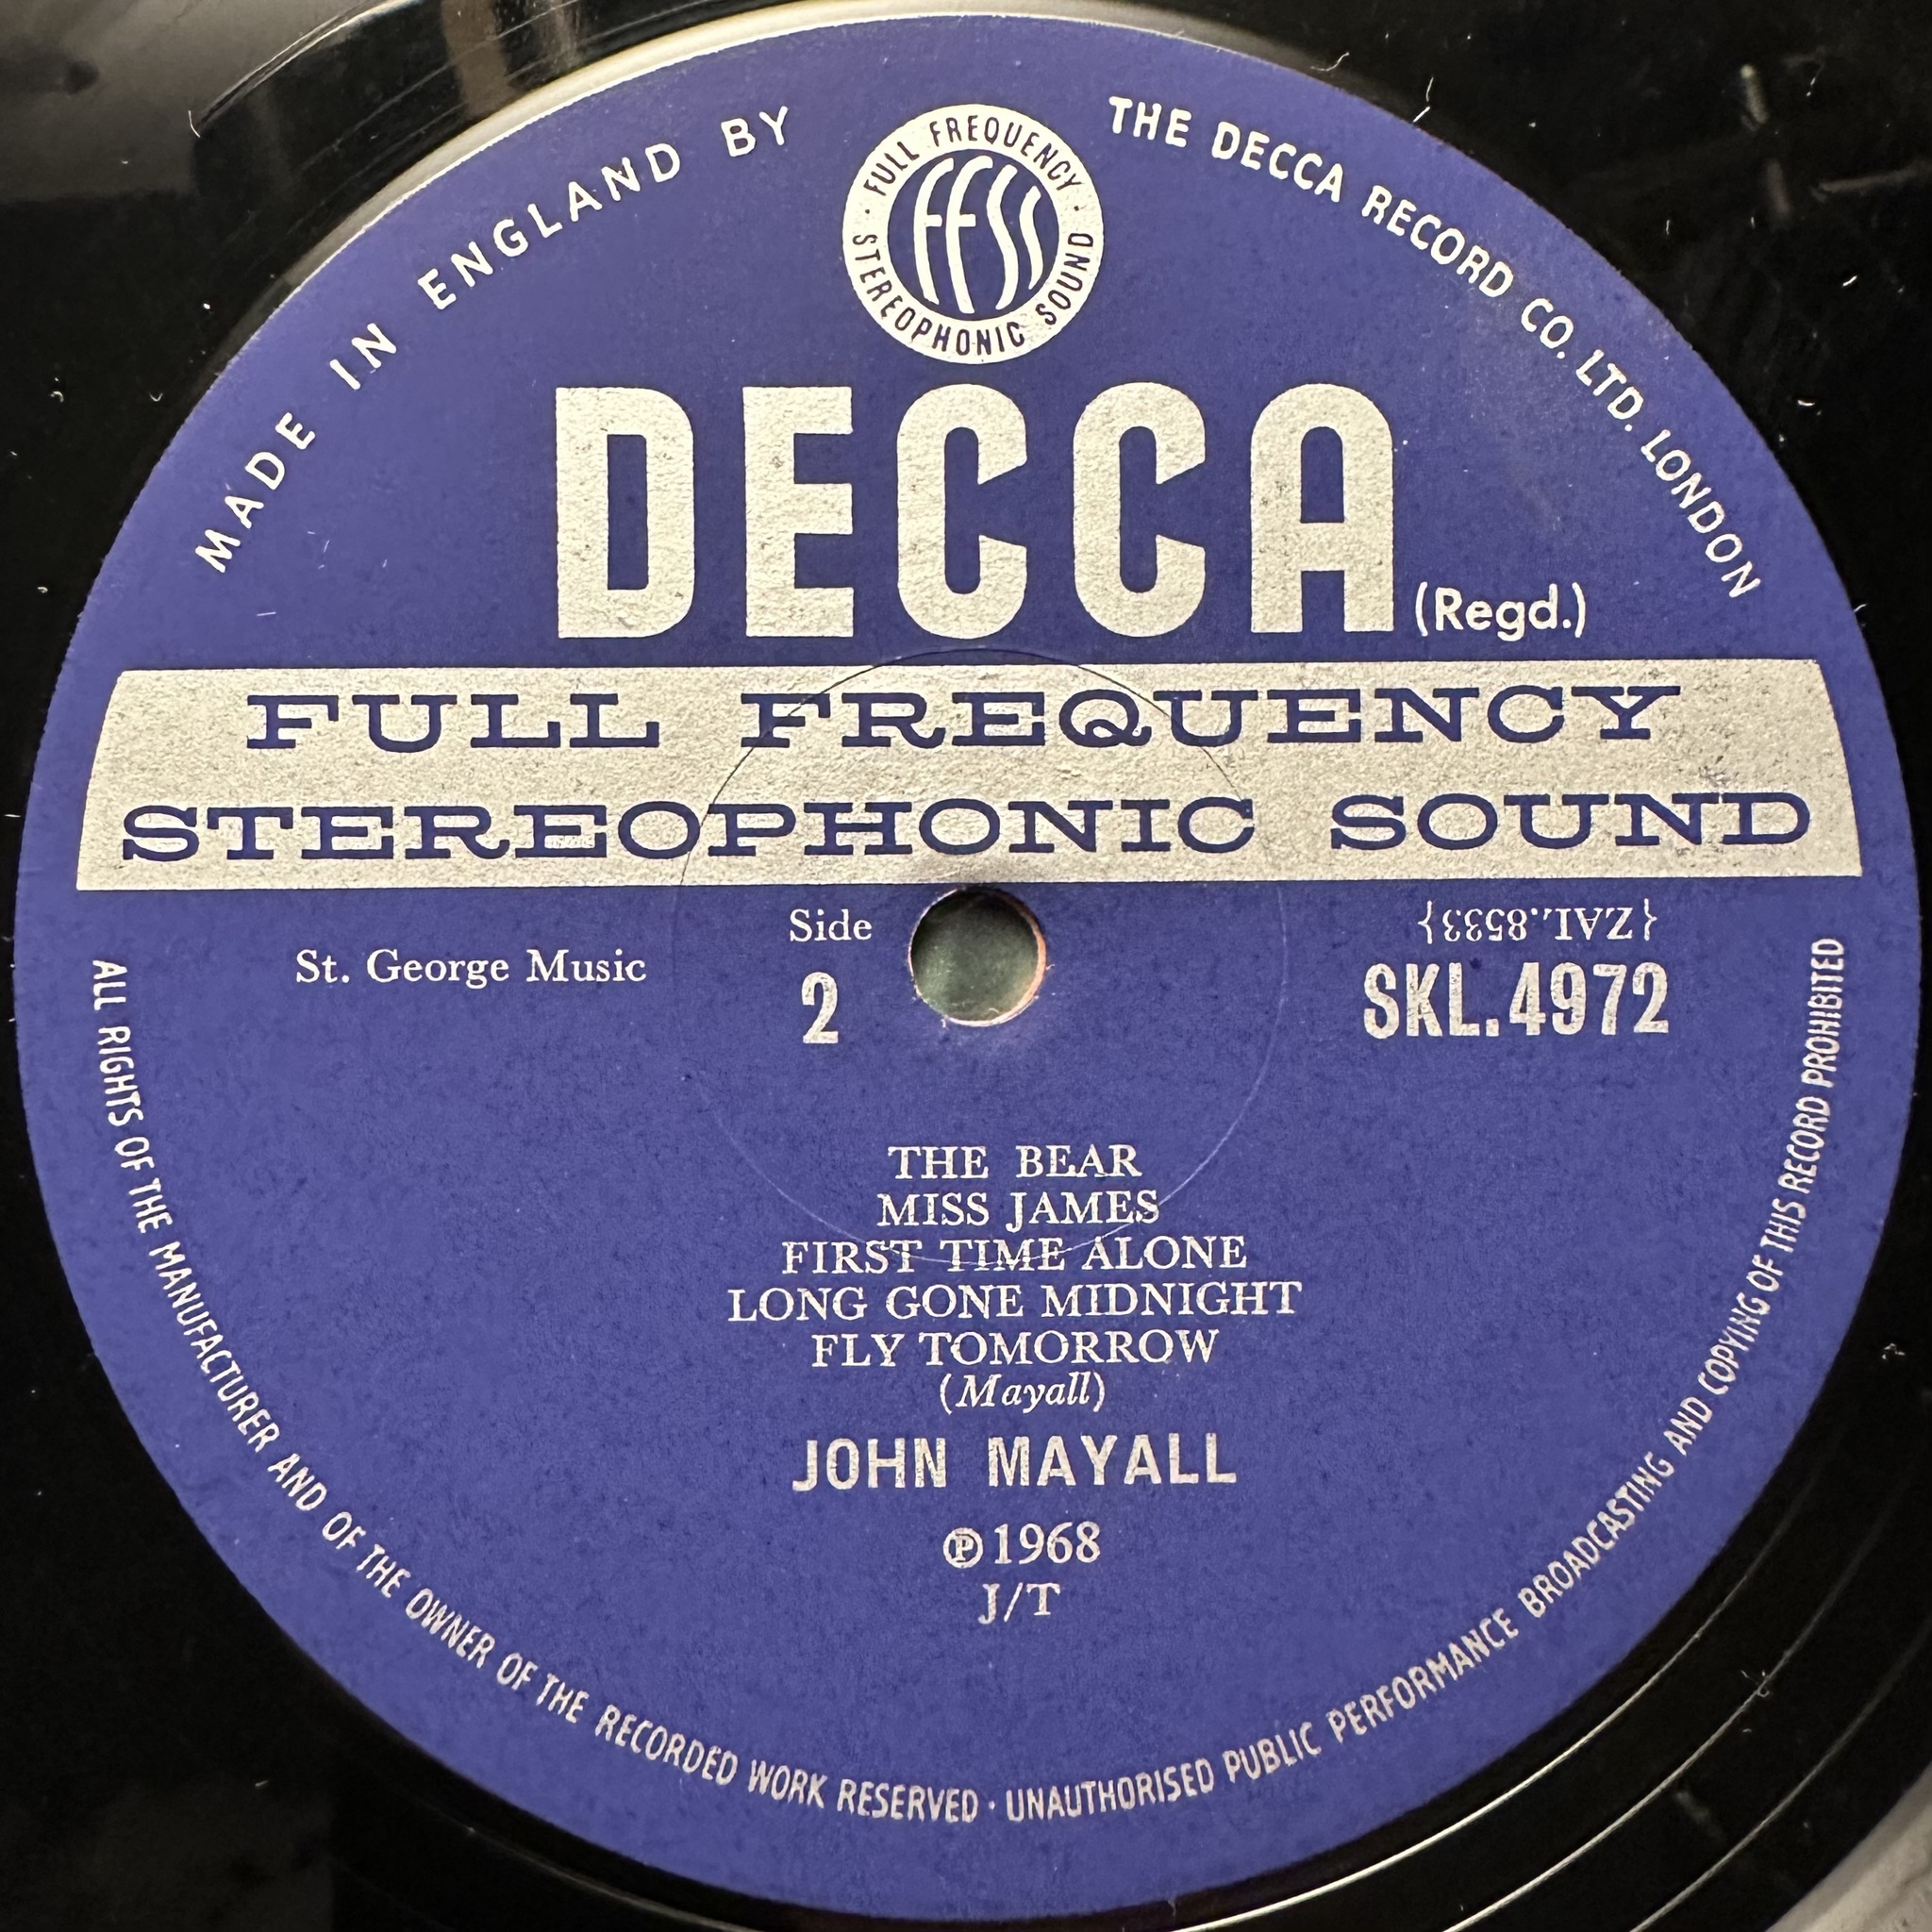 MADE IN ENGLAND BY
THE DECCA RECORD CO. LTD. LONDON
· FULL FREQUENCY ·
STEREOPHONIC SOUND
FFSS
DECCA (Regd.)
FULL FREQUENCY
STEREOPHONIC SOUND
St. George Music
Side
2
{ZAL.8533}
SKL.4972
THE BEAR
MISS JAMES
FIRST TIME ALONE
LONG GONE MIDNIGHT
FLY TOMORROW
(Mayall)
JOHN MAYALL
℗1968
J/T
ALL RIGHTS OF THE MANUFACTURER AND OF THE OWNER OF THE RECORDED WORK RESERVED · UNAUTHORISED PUBLIC PERFORMANCE BROADCASTING AND COPYING OF THIS RECORD PROHIBITED